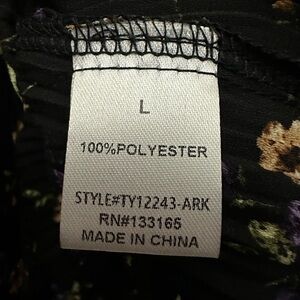 L
100%POLYESTER
STYLE#TY12243-ARK
RN#133165
MADE IN CHINA